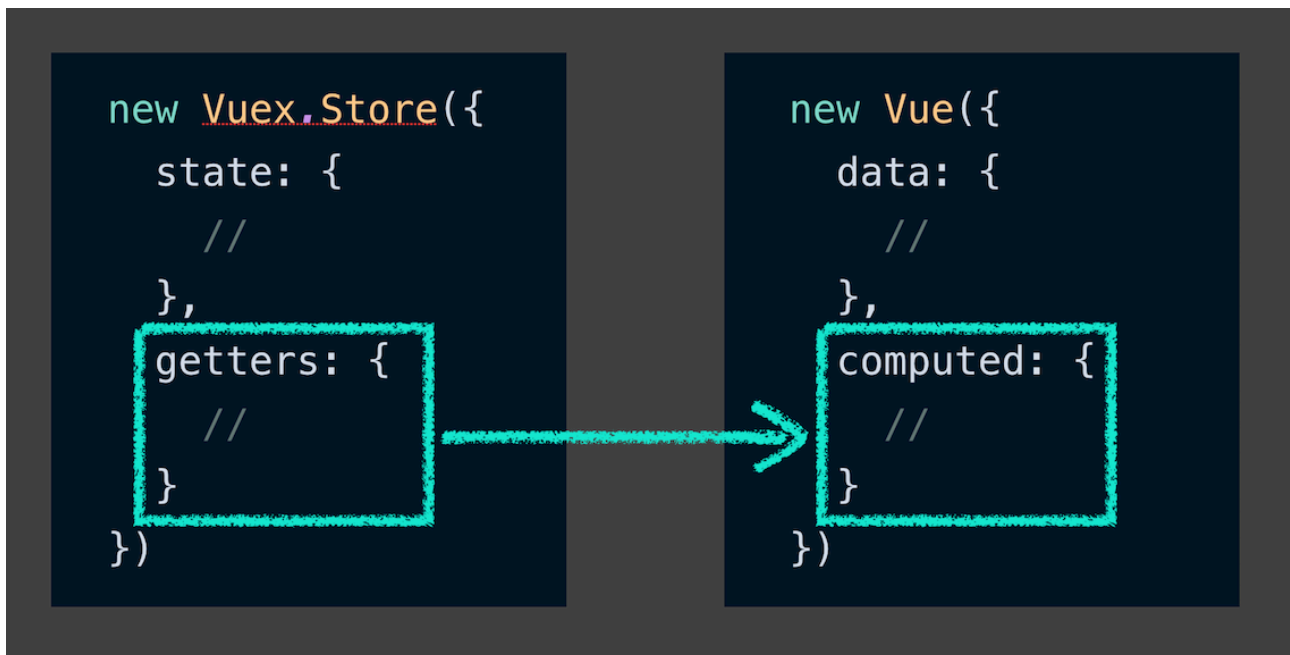 new Vuex.Store({
  state: {
    //
  },
  getters: {
    //
  }
})
new Vue({
  data: {
    //
  },
  computed: {
    //
  }
})